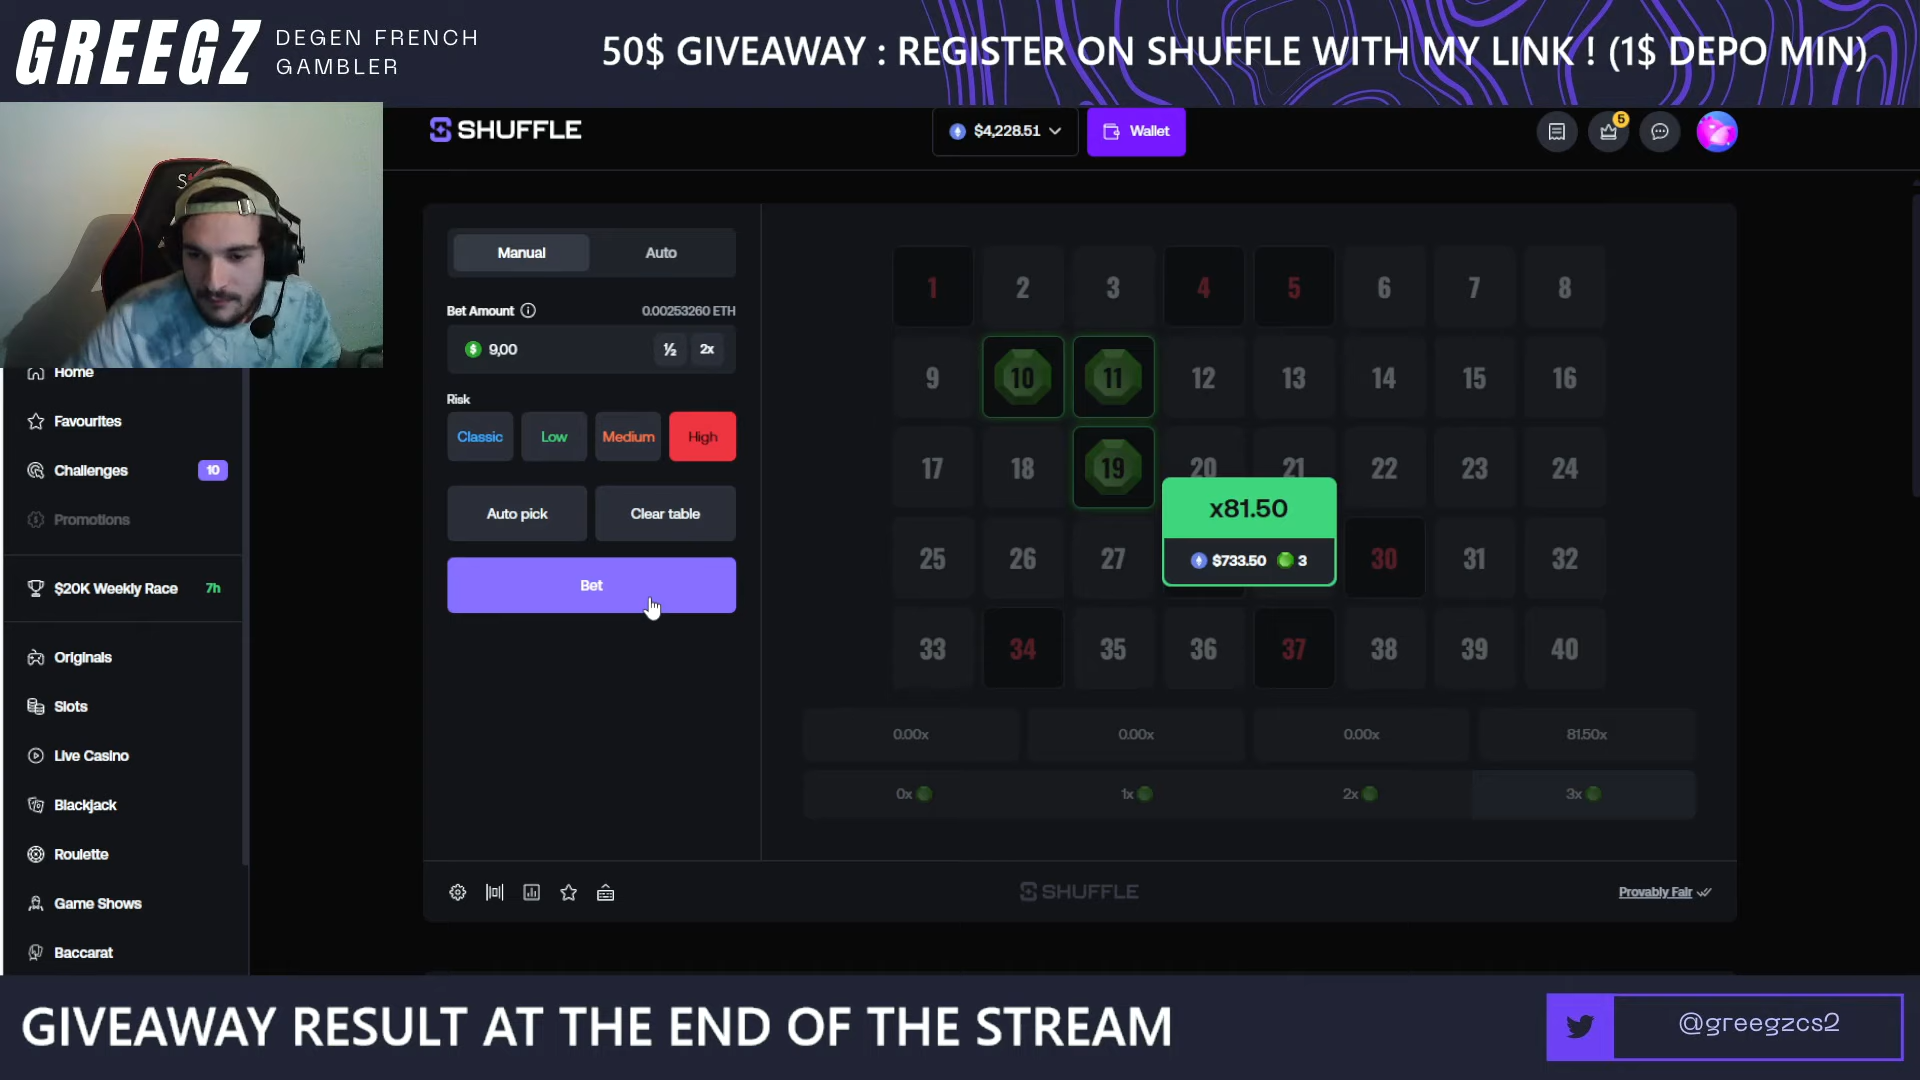 GREEGZ
DEGEN FRENCH
GAMBLER
50$ GIVEAWAY : REGISTER ON SHUFFLE WITH MY LINK ! (1$ DEPO MIN)
SHUFFLE
$4,228.51
Wallet
5
Home
Favourites
Challenges 10
Promotions
$20K Weekly Race 7h
Originals
Slots
Live Casino
Blackjack
Roulette
Game Shows
Baccarat
Manual Auto
Bet Amount 0.00253260 ETH
$ 9,00 ½ 2x
Risk
Classic Low Medium High
Auto pick Clear table
Bet
1 2 3 4 5 6 7 8
9 10 11 12 13 14 15 16
17 18 19 20 21 22 23 24
x81.50
25 26 27 30 31 32
$733.50 3
33 34 35 36 37 38 39 40
0.00x 0.00x 0.00x 81.50x
0x 1x 2x 3x
SHUFFLE
Provably Fair
GIVEAWAY RESULT AT THE END OF THE STREAM
@greegzcs2